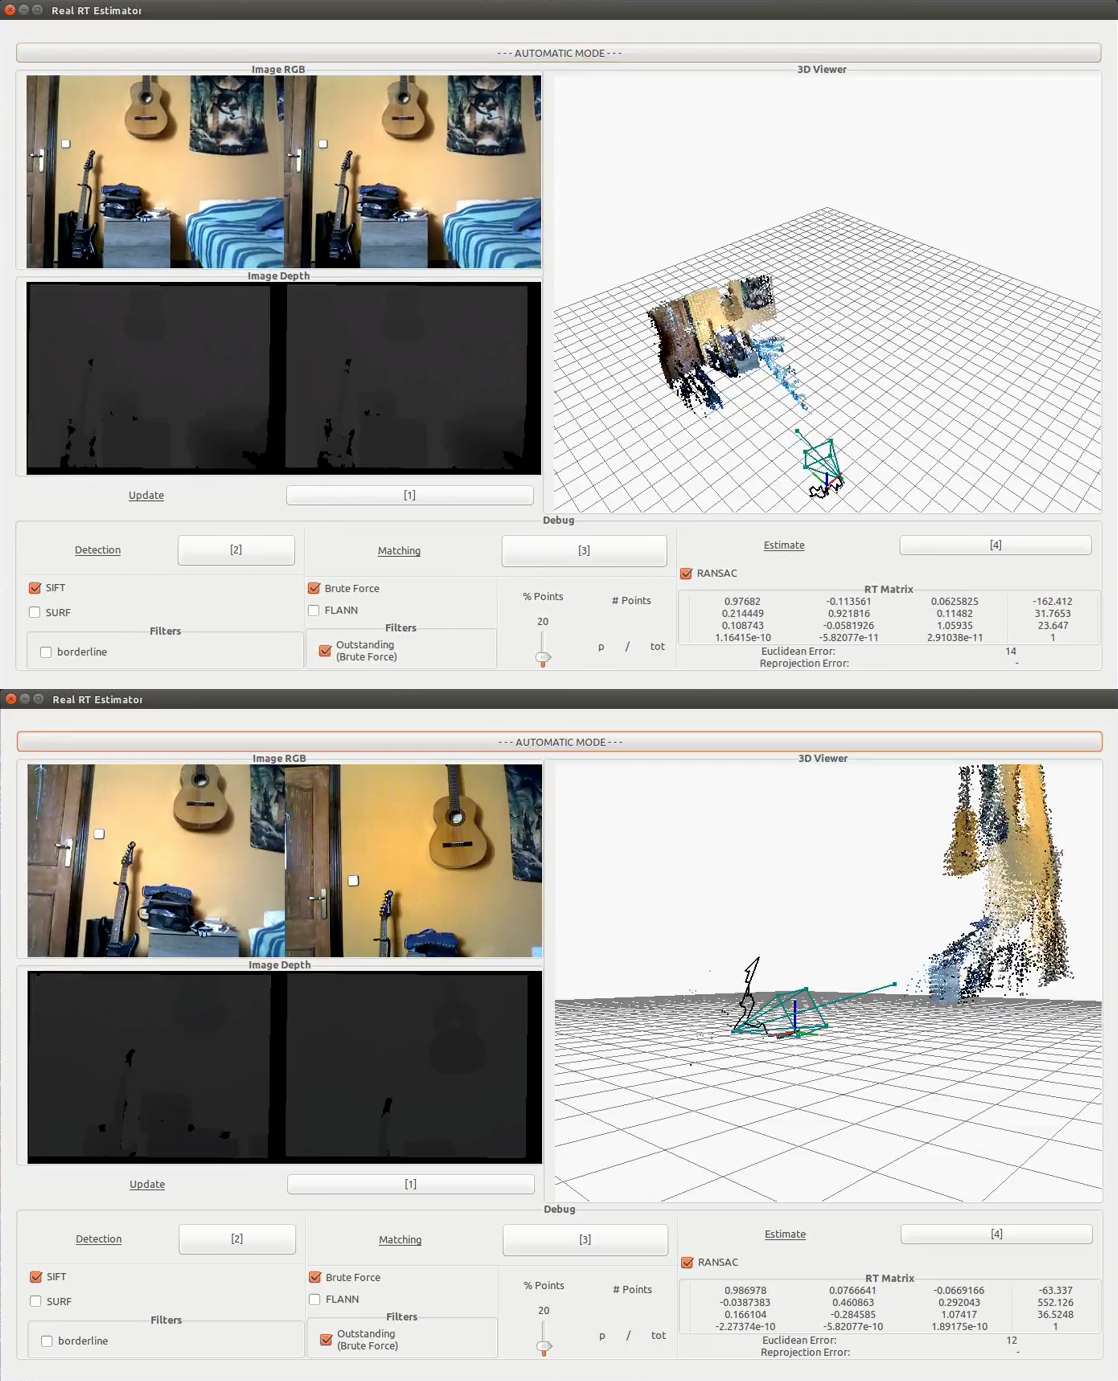 Real RT Estimator
- - - AUTOMATIC MODE - - -
Image RGB
3D Viewer
Image Depth
Update
[1]
Debug
Detection
[2]
Matching
[3]
Estimate
[4]
SIFT
SURF
Filters
borderline
Brute Force
FLANN
Filters
Outstanding
(Brute Force)
% Points
# Points
20
p / tot
RANSAC
RT Matrix
0.97682 -0.113561 0.0625825 -162.412
0.214449 0.921816 0.11482 31.7653
0.108743 -0.0581926 1.05935 23.647
1.16415e-10 -5.82077e-11 2.91038e-11 1
Euclidean Error: 14
Reprojection Error: -
Real RT Estimator
- - - AUTOMATIC MODE - - -
Image RGB
3D Viewer
Image Depth
Update
[1]
Debug
Detection
[2]
Matching
[3]
Estimate
[4]
SIFT
SURF
Filters
borderline
Brute Force
FLANN
Filters
Outstanding
(Brute Force)
% Points
# Points
20
p / tot
RANSAC
RT Matrix
0.986978 0.0766641 -0.0669166 -63.337
-0.0387383 0.460863 0.292043 552.126
0.166104 -0.284585 1.07417 36.5248
-2.27374e-10 -5.82077e-10 1.89175e-10 1
Euclidean Error: 12
Reprojection Error: -